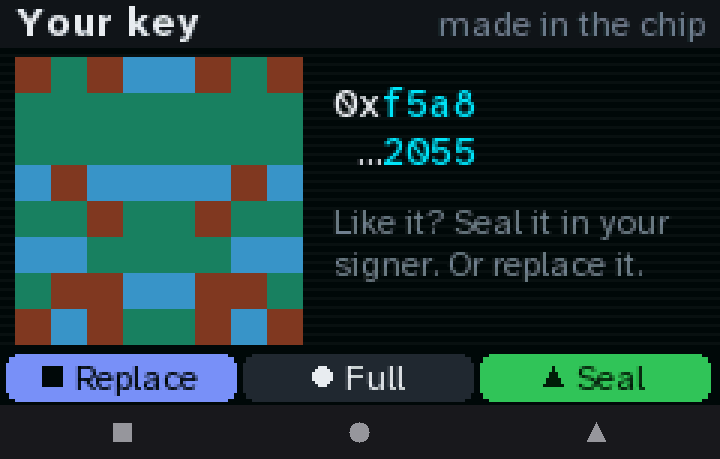 Your key
made in the chip
0xf5a8
…2055
Like it? Seal it in your
signer. Or replace it.
Replace
Full
Seal